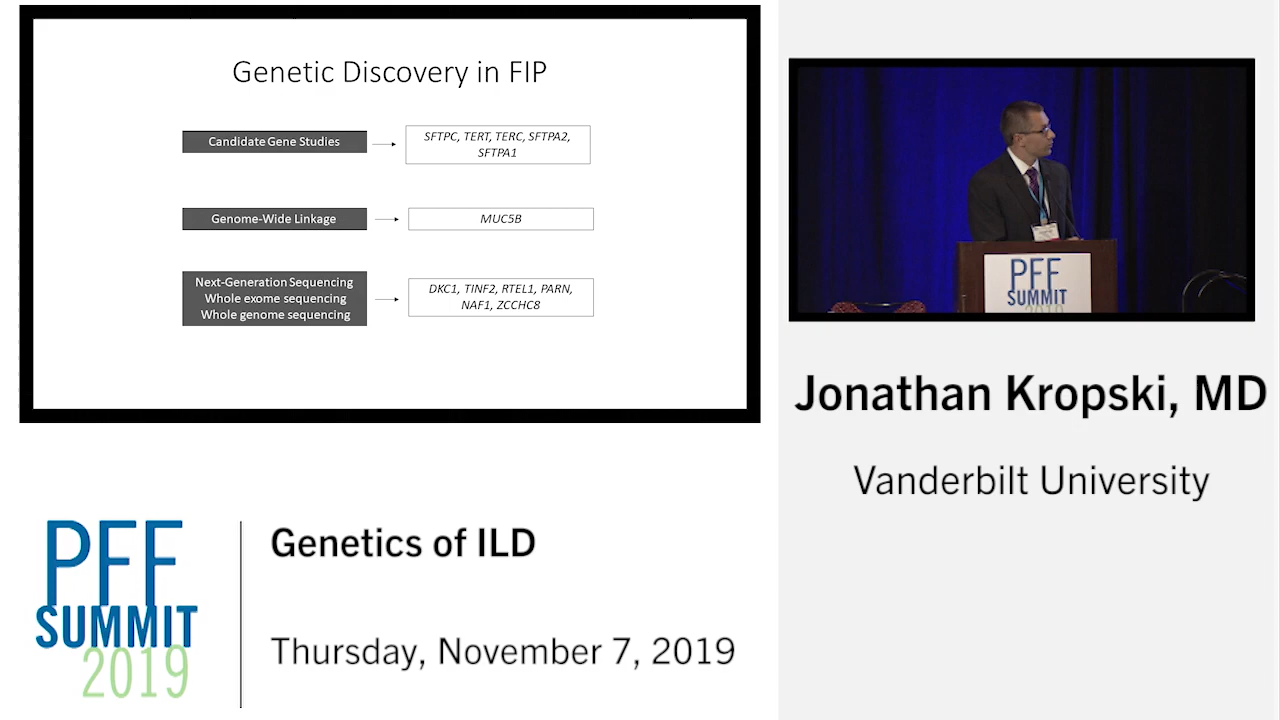 Genetic Discovery in FIP
Candidate Gene Studies
SFTPC, TERT, TERC, SFTPA2,
SFTPA1
Genome-Wide Linkage
MUC5B
Next-Generation Sequencing
Whole exome sequencing
Whole genome sequencing
DKC1, TINF2, RTEL1, PARN,
NAF1, ZCCHC8
PFF
SUMMIT
2019
Jonathan Kropski, MD
Vanderbilt University
PFF
SUMMIT
2019
Genetics of ILD
Thursday, November 7, 2019